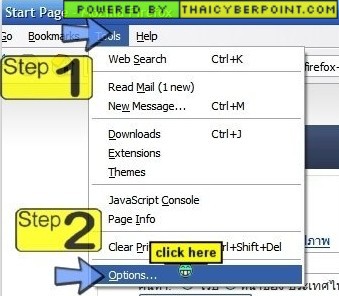 Start Page
POWERED BY THAICYBERPOINT.COM
Go Bookmarks Tools Help
Step 1
Web Search Ctrl+K
Read Mail (1 new)
New Message... Ctrl+M
Downloads Ctrl+J
Extensions
Themes
JavaScript Console
Page Info
Step 2
Clear Pri Ctrl+Shift+Del
click here
Options...
firefox-